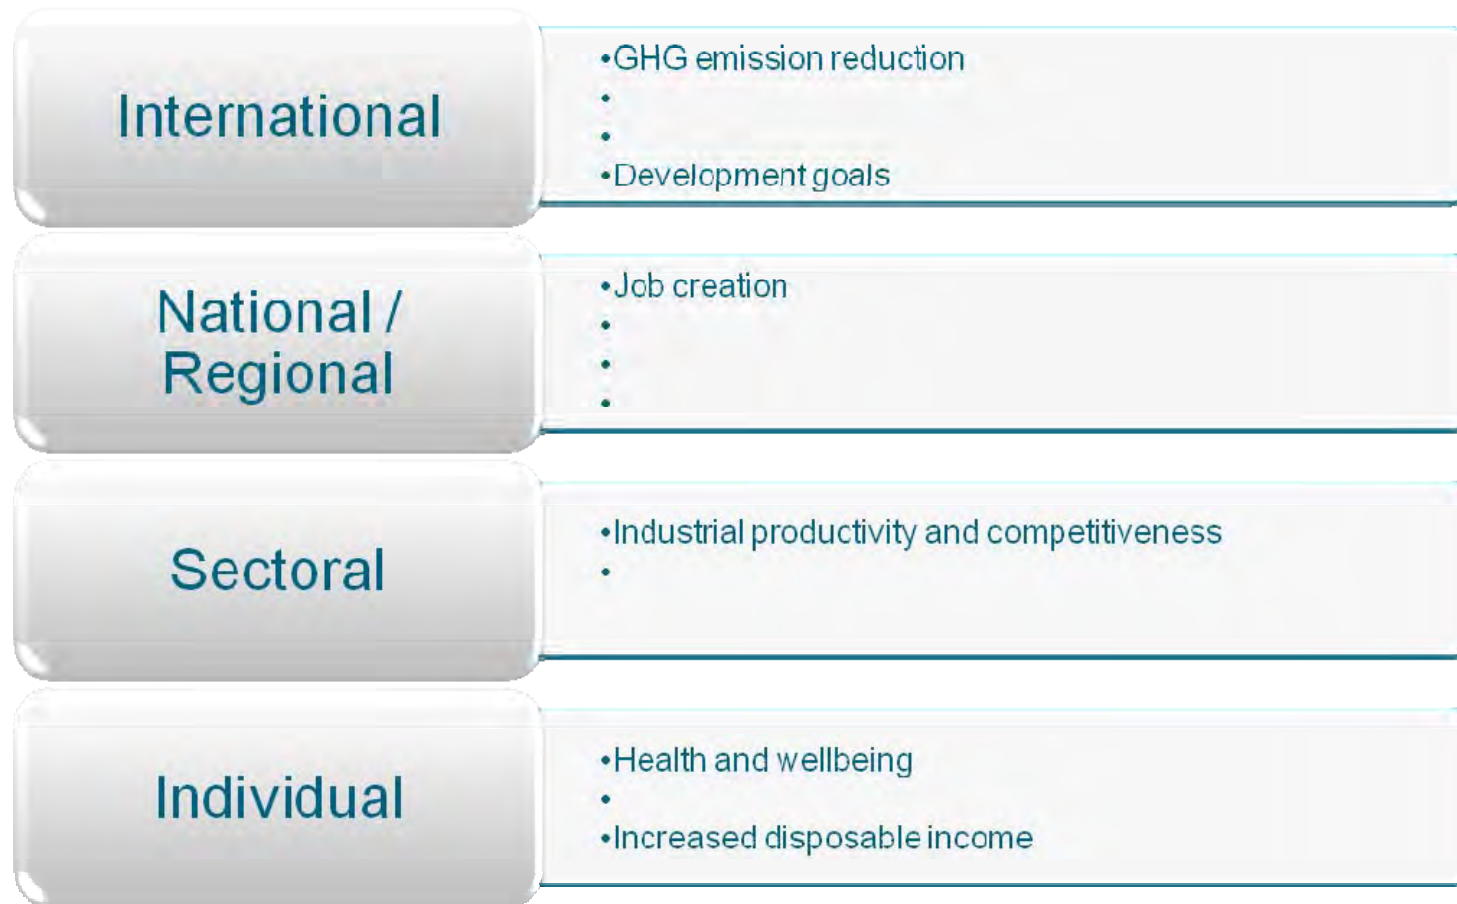 International
•GHG emission reduction
•
•
•Development goals
National /
Regional
•Job creation
•
•
•
Sectoral
•Industrial productivity and competitiveness
•
Individual
•Health and wellbeing
•
•Increased disposable income